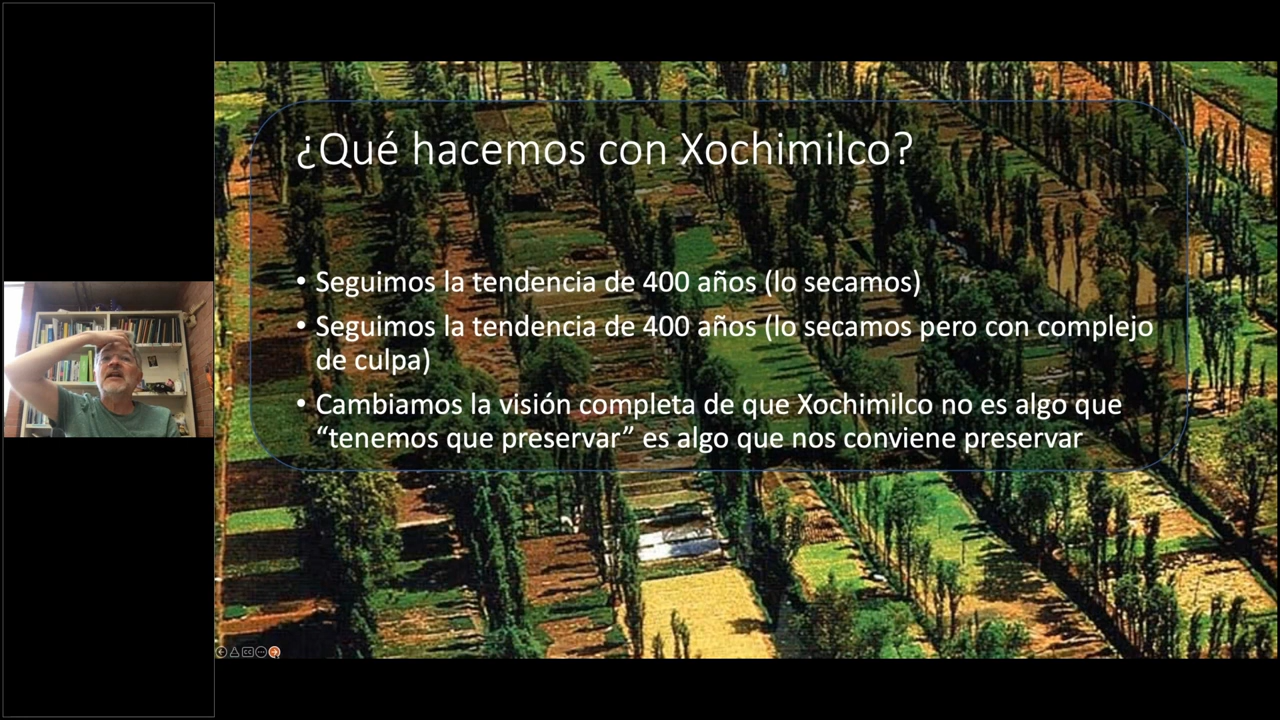 ¿Qué hacemos con Xochimilco?
• Seguimos la tendencia de 400 años (lo secamos)
• Seguimos la tendencia de 400 años (lo secamos pero con complejo
de culpa)
• Cambiamos la visión completa de que Xochimilco no es algo que
“tenemos que preservar” es algo que nos conviene preservar